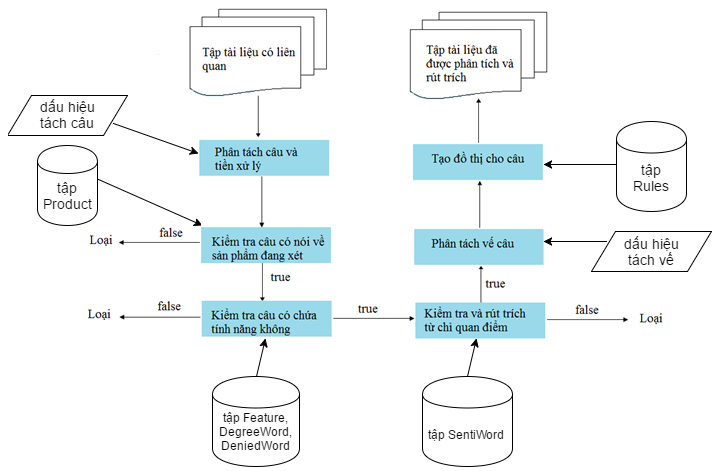 Tập tài liệu có liên
quan
Tập tài liệu đã
được phân tích và
rút trích
dấu hiệu
tách câu
Phân tách câu và
tiền xử lý
Tạo đồ thị cho câu
tập
Rules
tập
Product
Loại
false
Kiểm tra câu có nói về
sản phẩm đang xét
Phân tách vế câu
dấu hiệu
tách vế
true
true
Loại
false
Kiểm tra câu có chứa
tính năng không
true
Kiểm tra và rút trích
từ chỉ quan điểm
false
Loại
tập Feature,
DegreeWord,
DeniedWord
tập SentiWord